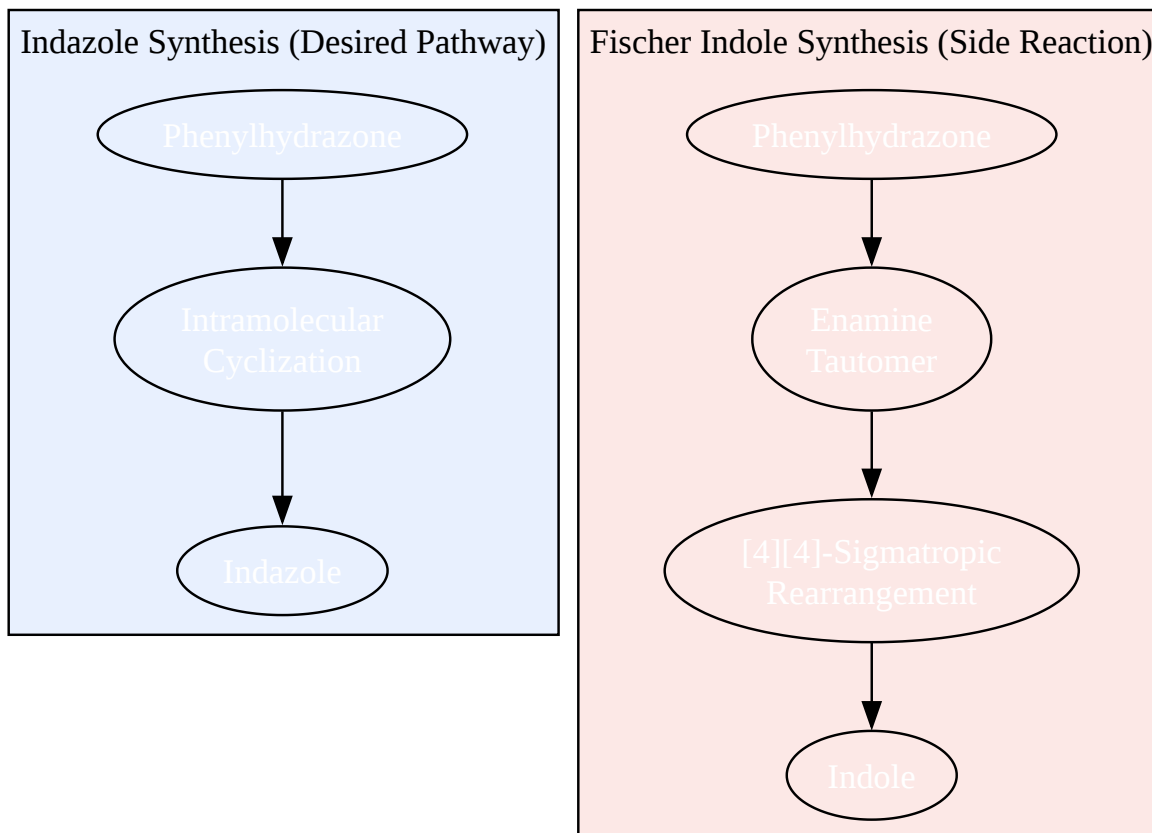 Indazole Synthesis (Desired Pathway)
Phenylhydrazone
Intramolecular
Cyclization
Indazole
Fischer Indole Synthesis (Side Reaction)
Phenylhydrazone
Enamine
Tautomer
[4][4]-Sigmatropic
Rearrangement
Indole